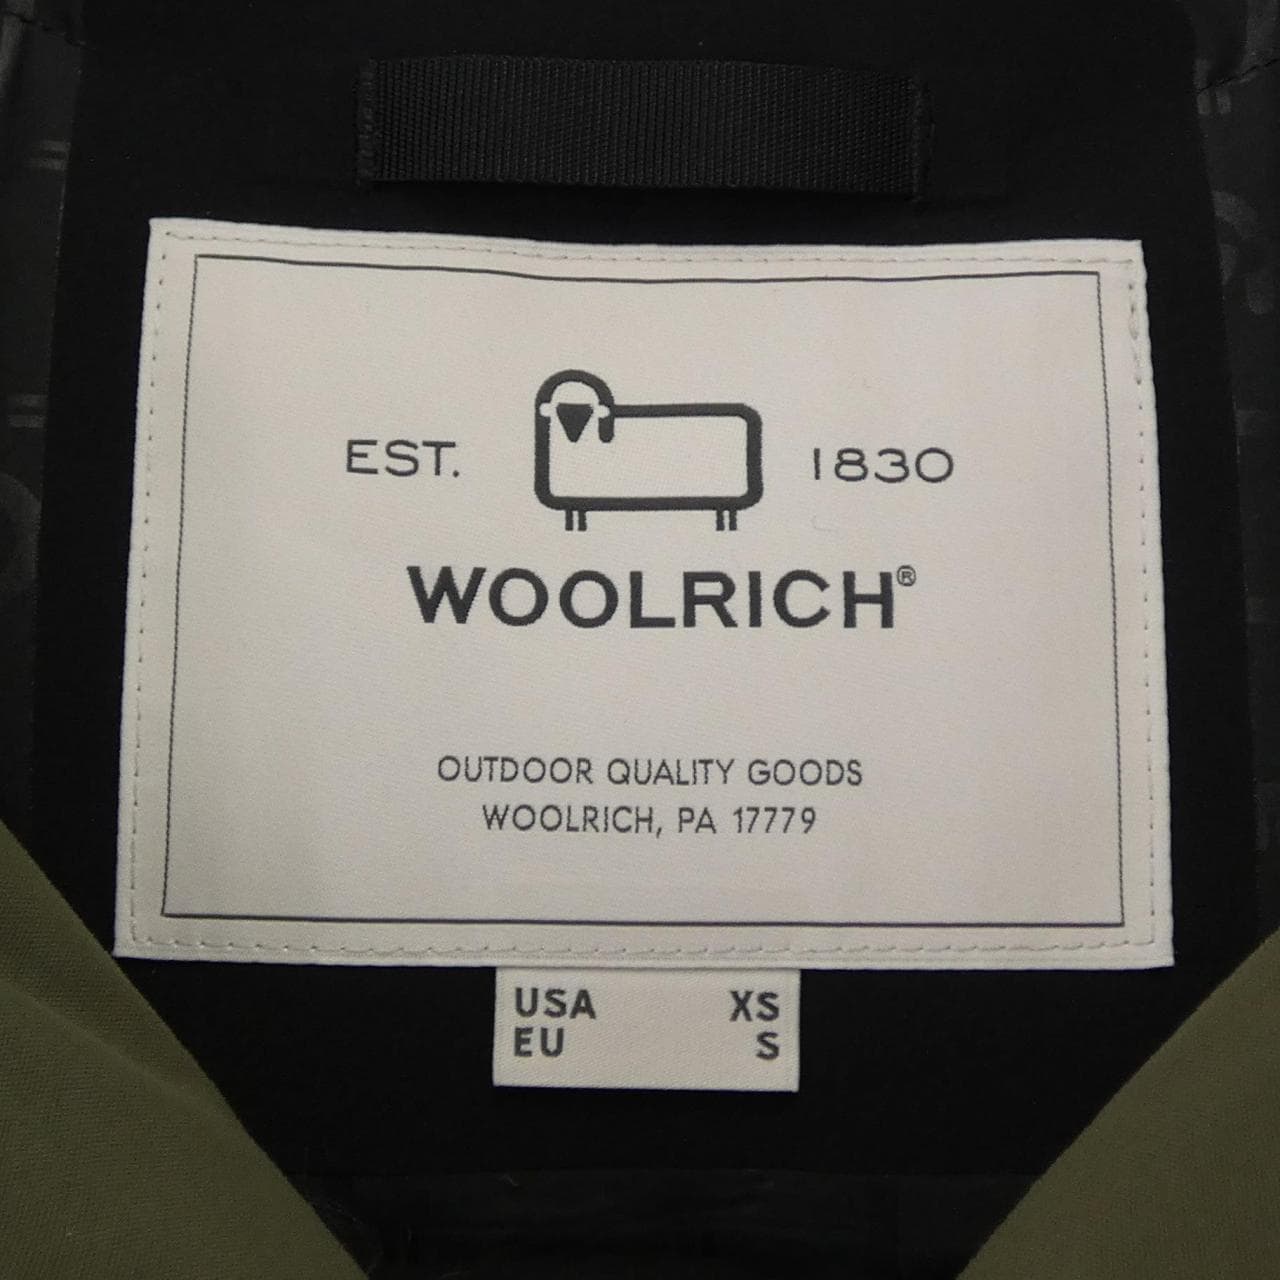 EST. 1830
WOOLRICH®
OUTDOOR QUALITY GOODS
WOOLRICH, PA 17779
USA XS
EU S